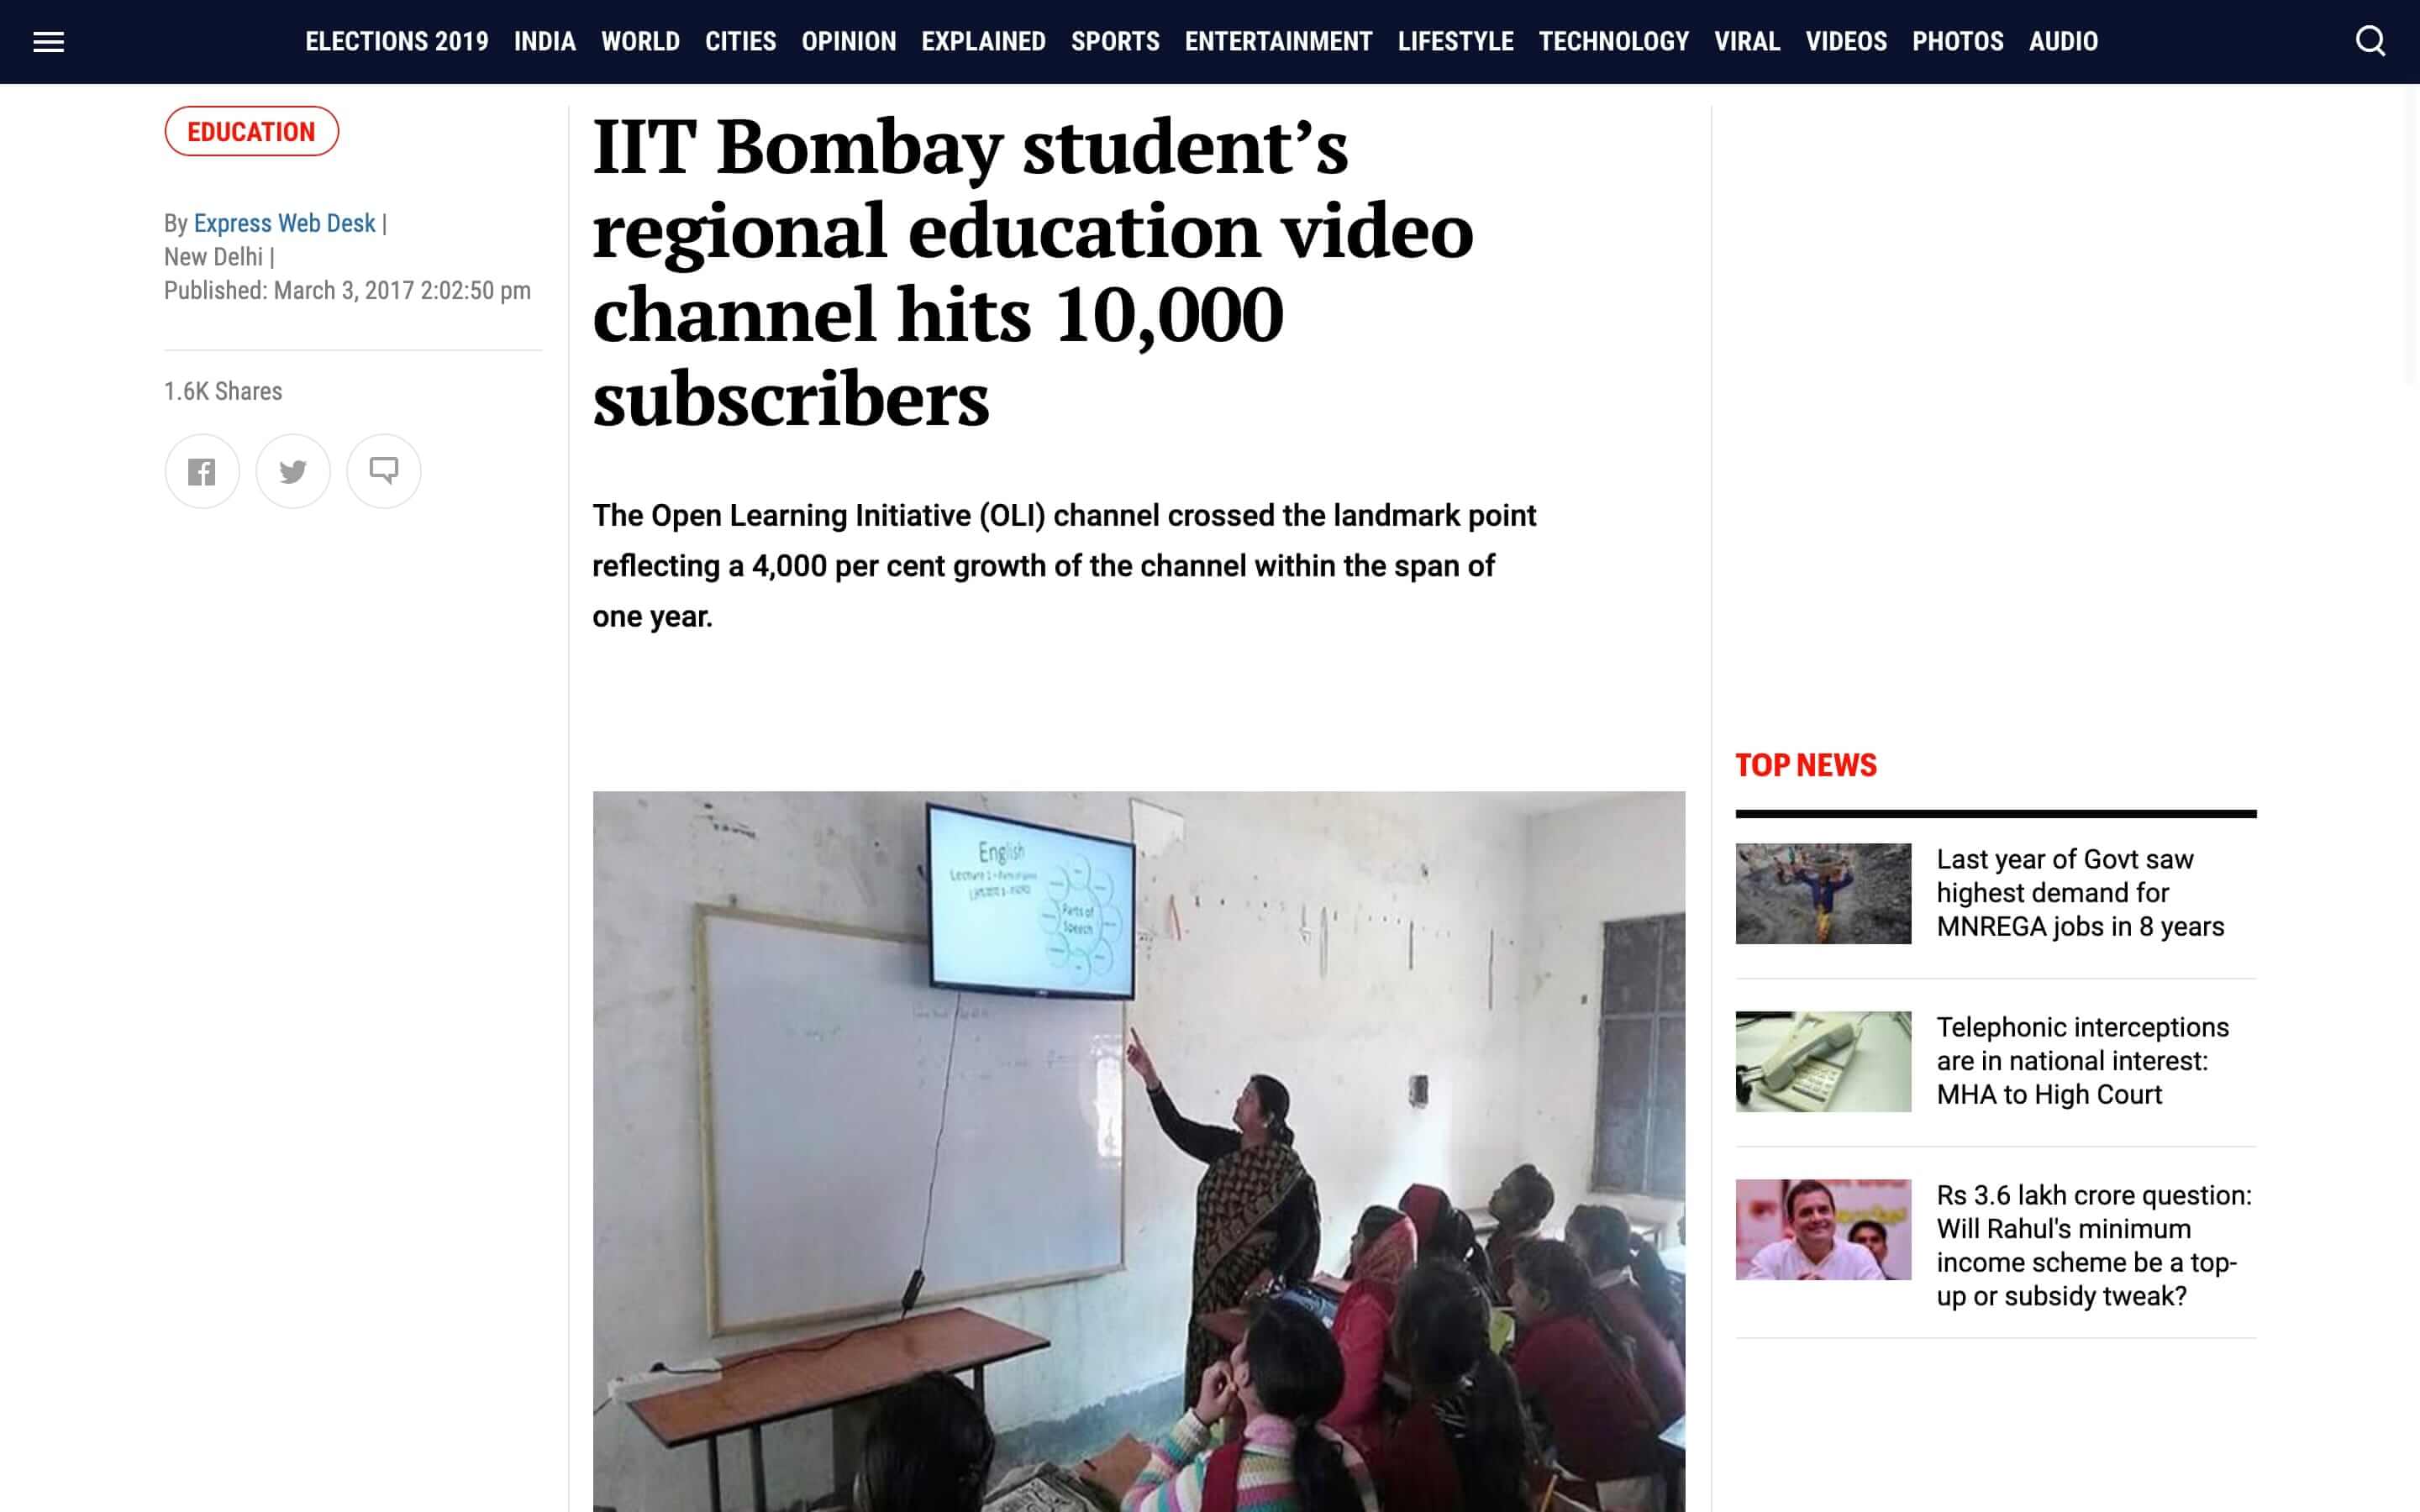 ELECTIONS 2019 INDIA WORLD CITIES OPINION EXPLAINED SPORTS ENTERTAINMENT LIFESTYLE TECHNOLOGY VIRAL VIDEOS PHOTOS AUDIO
EDUCATION
By Express Web Desk |
New Delhi |
Published: March 3, 2017 2:02:50 pm
1.6K Shares
IIT Bombay student’s
regional education video
channel hits 10,000
subscribers
The Open Learning Initiative (OLI) channel crossed the landmark point
reflecting a 4,000 per cent growth of the channel within the span of
one year.
English
Parts of
Speech
TOP NEWS
Last year of Govt saw
highest demand for
MNREGA jobs in 8 years
Telephonic interceptions
are in national interest:
MHA to High Court
Rs 3.6 lakh crore question:
Will Rahul's minimum
income scheme be a top-
up or subsidy tweak?